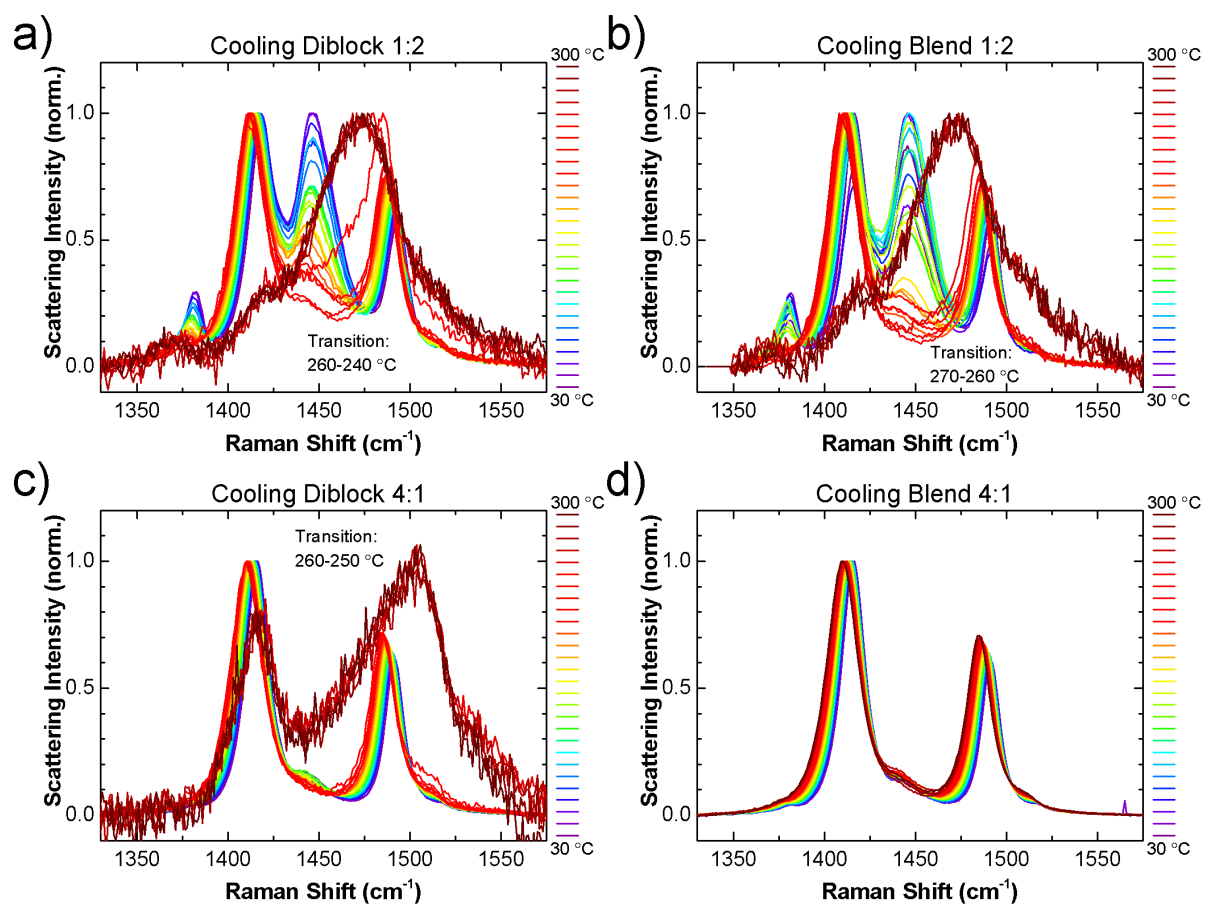 a)
Cooling Diblock 1:2
300 °C
Scattering Intensity (norm.)
1.0
0.5
0.0
Transition:
260-240 °C
30 °C
1350 1400 1450 1500 1550
Raman Shift (cm⁻¹)
b)
Cooling Blend 1:2
300 °C
Scattering Intensity (norm.)
1.0
0.5
0.0
Transition:
270-260 °C
30 °C
1350 1400 1450 1500 1550
Raman Shift (cm⁻¹)
c)
Cooling Diblock 4:1
300 °C
Transition:
260-250 °C
Scattering Intensity (norm.)
1.0
0.5
0.0
30 °C
1350 1400 1450 1500 1550
Raman Shift (cm⁻¹)
d)
Cooling Blend 4:1
300 °C
Scattering Intensity (norm.)
1.0
0.5
0.0
30 °C
1350 1400 1450 1500 1550
Raman Shift (cm⁻¹)